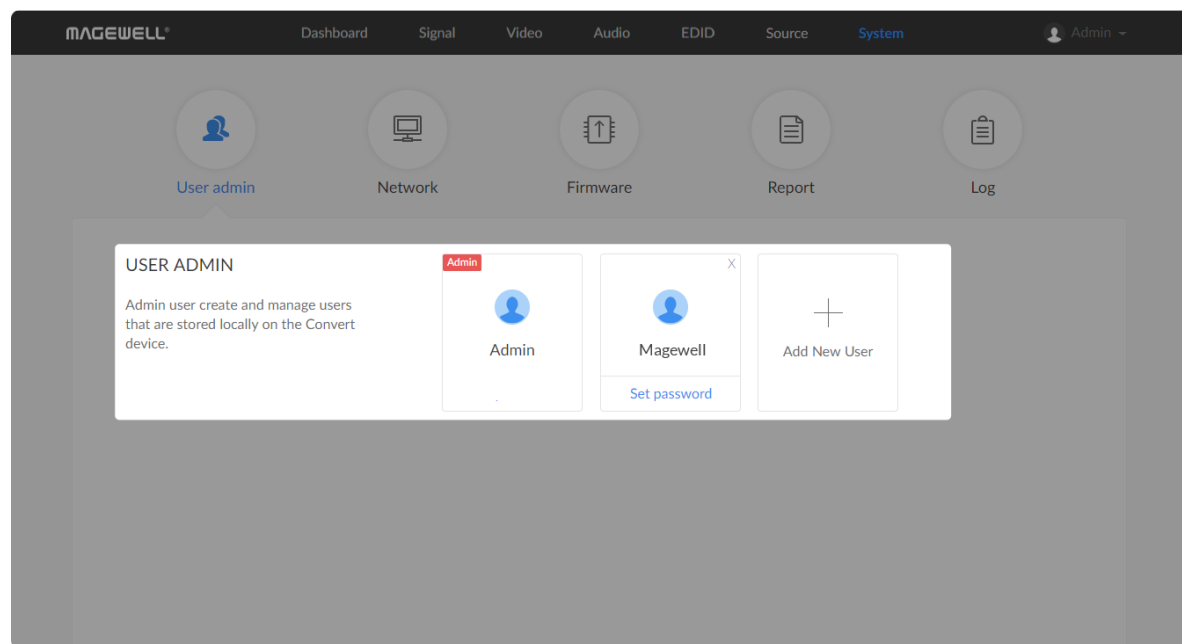 MAGEWELL®
Dashboard
Signal
Video
Audio
EDID
Source
System
Admin
User admin
Network
Firmware
Report
Log
USER ADMIN
Admin user create and manage users
that are stored locally on the Convert
device.
Admin
Admin
X
Magewell
Set password
Add New User